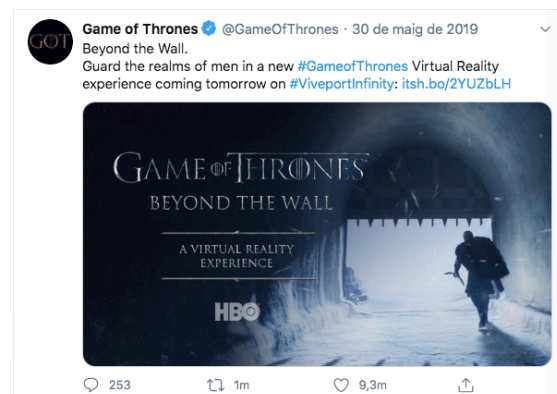 GOT
Game of Thrones @GameOfThrones · 30 de maig de 2019
Beyond the Wall.
Guard the realms of men in a new #GameofThrones Virtual Reality
experience coming tomorrow on #ViveportInfinity: itsh.bo/2YUZbLH
GAME OF THRONES
BEYOND THE WALL
A VIRTUAL REALITY
EXPERIENCE
HBO
253 1m 9,3m